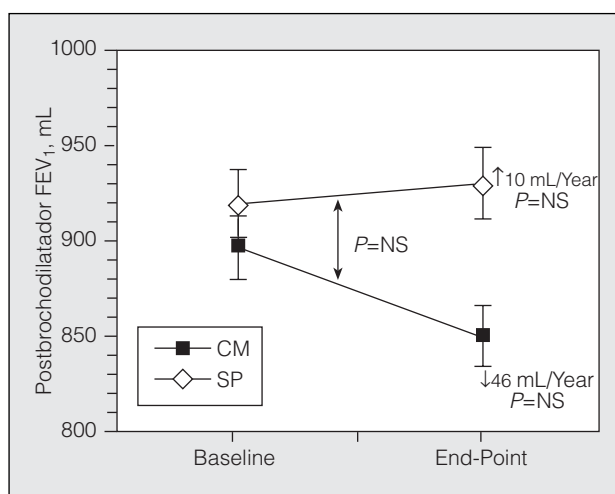 1000
950
900
850
800
Postbrochodilatador FEV1, mL
↑10 mL/Year
P=NS
P=NS
↓46 mL/Year
P=NS
CM
SP
Baseline
End-Point